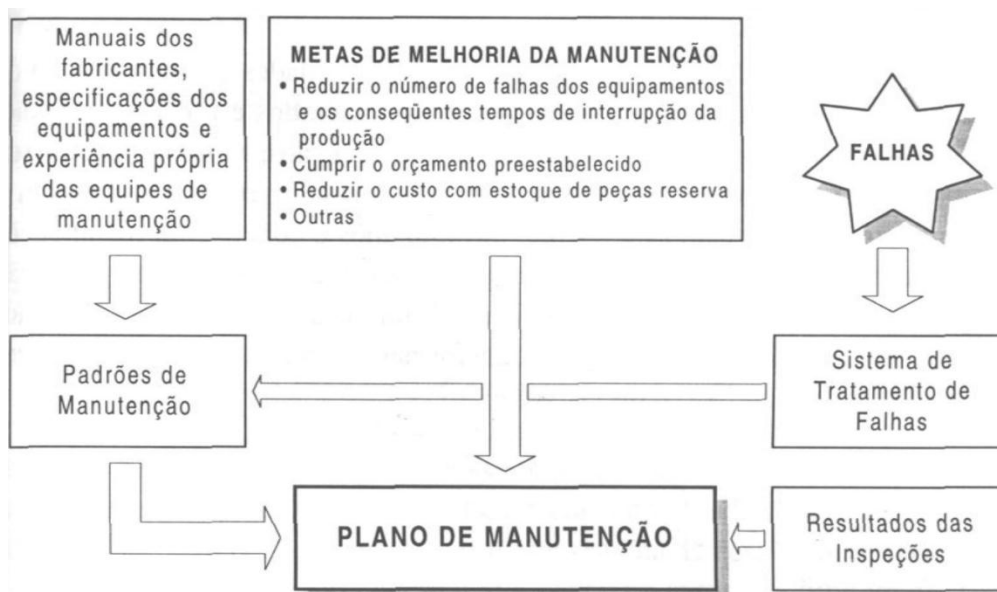 Manuais dos
fabricantes,
especificações dos
equipamentos e
experiência própria
das equipes de
manutenção
METAS DE MELHORIA DA MANUTENÇÃO
• Reduzir o número de falhas dos equipamentos
e os conseqüentes tempos de interrupção da
produção
• Cumprir o orçamento preestabelecido
• Reduzir o custo com estoque de peças reserva
• Outras
FALHAS
Padrões de
Manutenção
Sistema de
Tratamento de
Falhas
PLANO DE MANUTENÇÃO
Resultados das
Inspeções